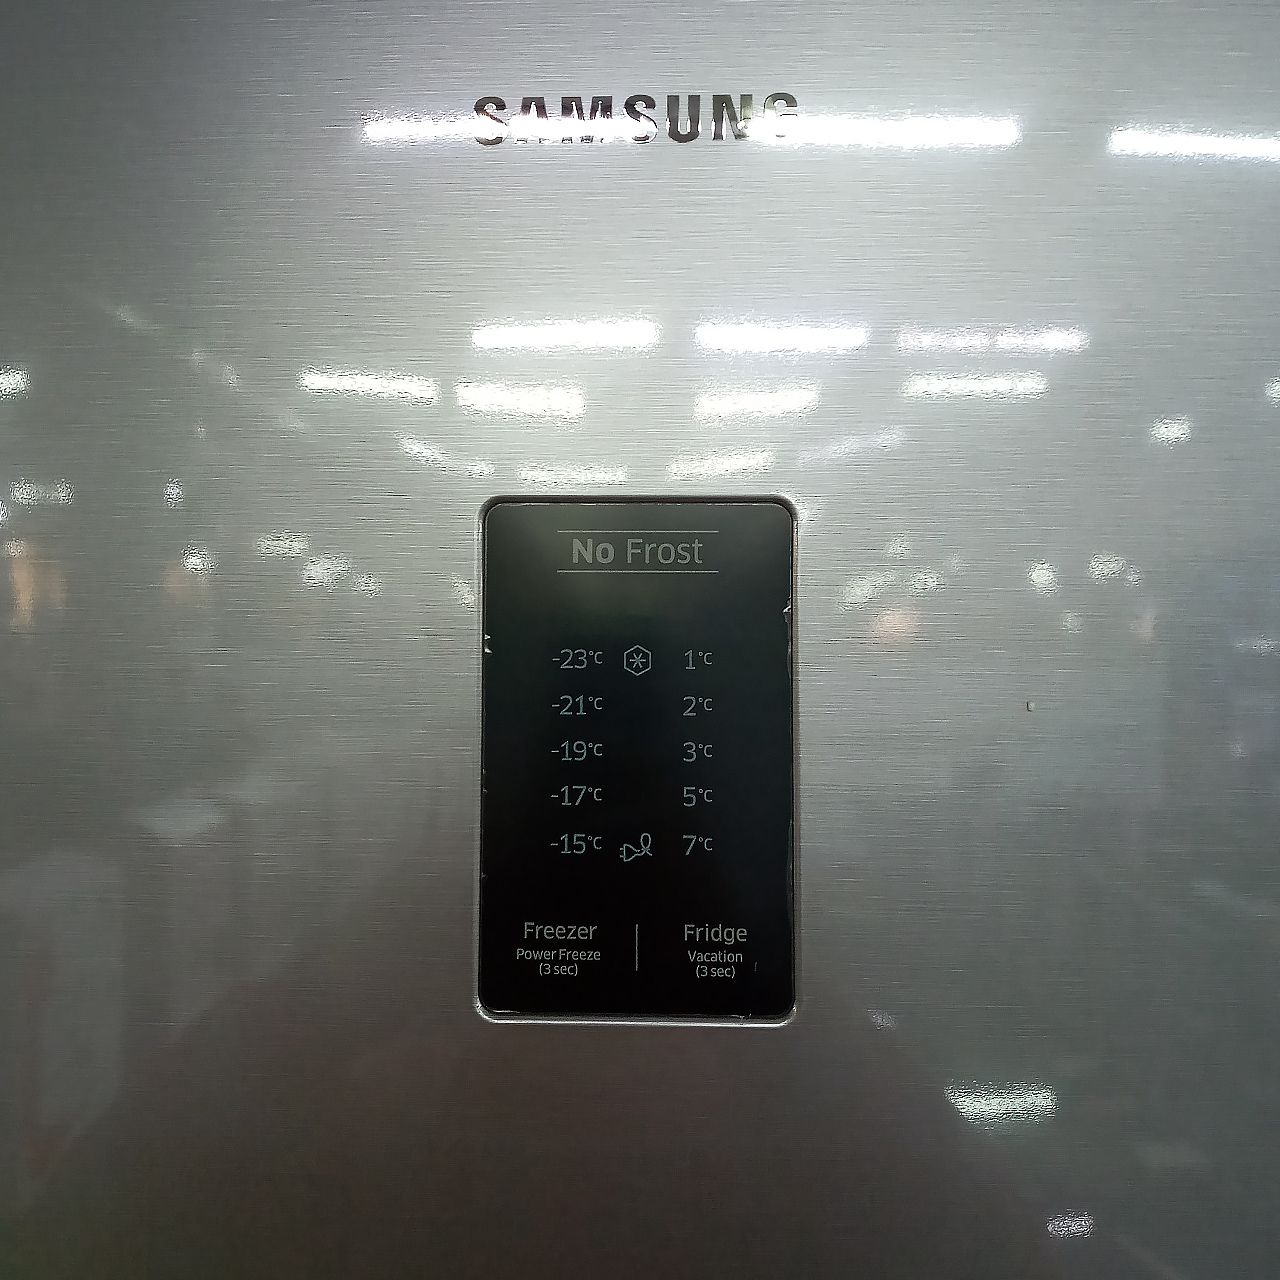 SAMSUNG
No Frost
-23°C 1°C
-21°C 2°C
-19°C 3°C
-17°C 5°C
-15°C 7°C
Freezer Fridge
Power Freeze Vacation
(3 sec) (3 sec)